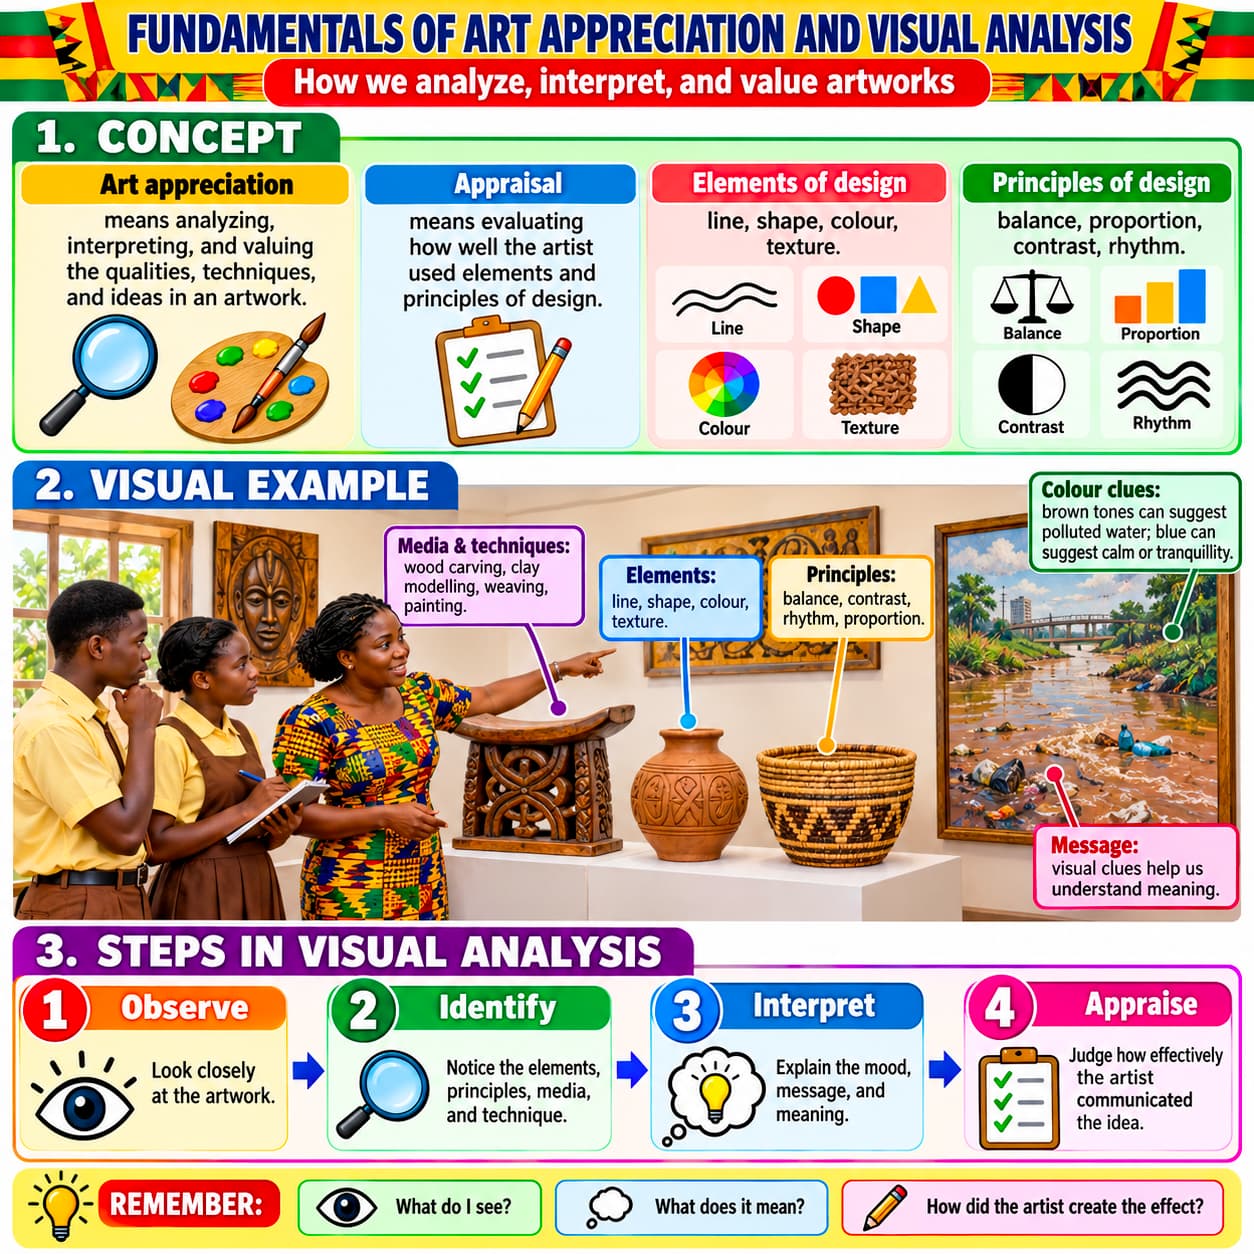 FUNDAMENTALS OF ART APPRECIATION AND VISUAL ANALYSIS
How we analyze, interpret, and value artworks
1. CONCEPT
Art appreciation
means analyzing,
interpreting, and valuing
the qualities, techniques,
and ideas in an artwork.
Appraisal
means evaluating
how well the artist
used elements and
principles of design.
Elements of design
line, shape, colour,
texture.
Line
Shape
Colour
Texture
Principles of design
balance, proportion,
contrast, rhythm.
Balance
Proportion
Contrast
Rhythm
2. VISUAL EXAMPLE
Media & techniques:
wood carving, clay
modelling, weaving,
painting.
Elements:
line, shape, colour,
texture.
Principles:
balance, contrast,
rhythm, proportion.
Colour clues:
brown tones can suggest
polluted water; blue can
suggest calm or tranquillity.
Message:
visual clues help us
understand meaning.
3. STEPS IN VISUAL ANALYSIS
1 Observe
Look closely
at the artwork.
2 Identify
Notice the elements,
principles, media,
and technique.
3 Interpret
Explain the mood,
message, and
meaning.
4 Appraise
Judge how effectively
the artist
communicated
the idea.
REMEMBER:
What do I see?
What does it mean?
How did the artist create the effect?